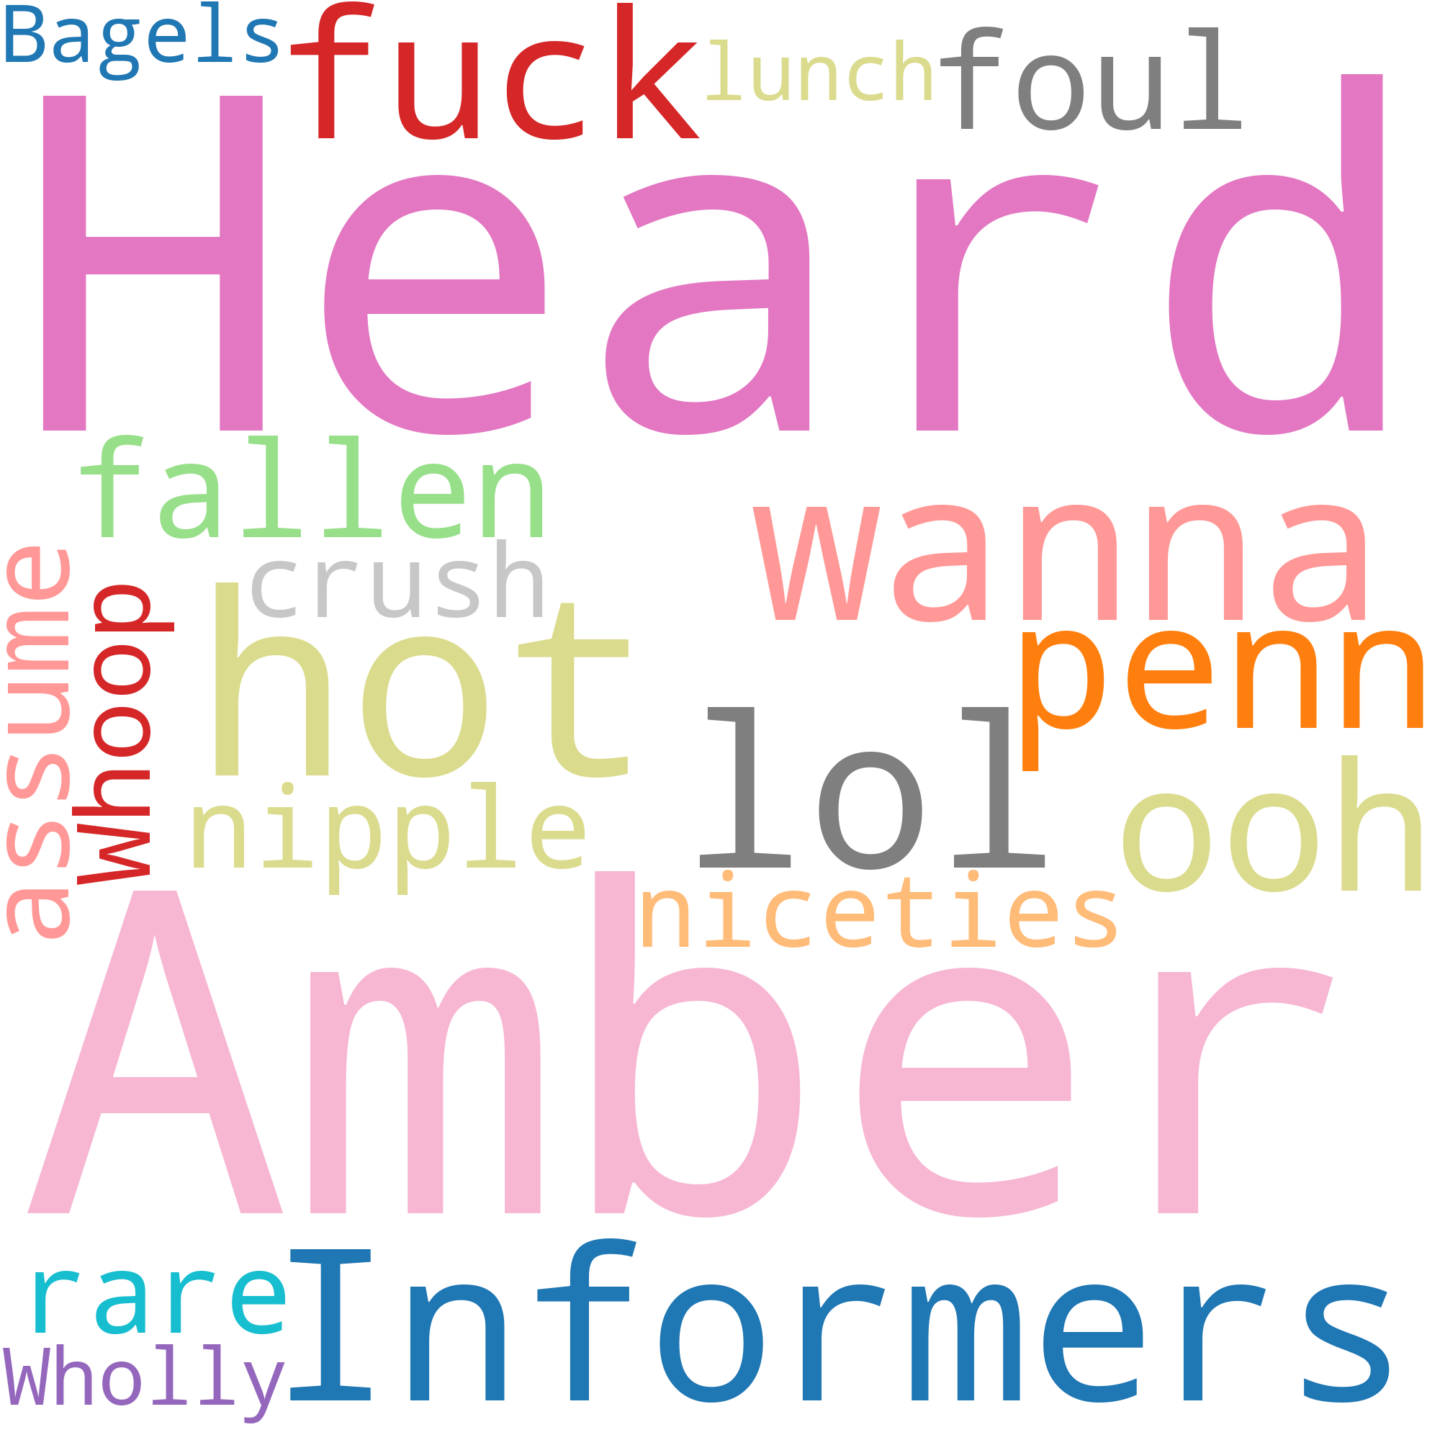 Bagels
fuck
lunch
foul
Heard
fallen
wanna
crush
assume
Whoop
hot
penn
lol
ooh
nipple
niceties
Amber
rare
Informers
Wholly